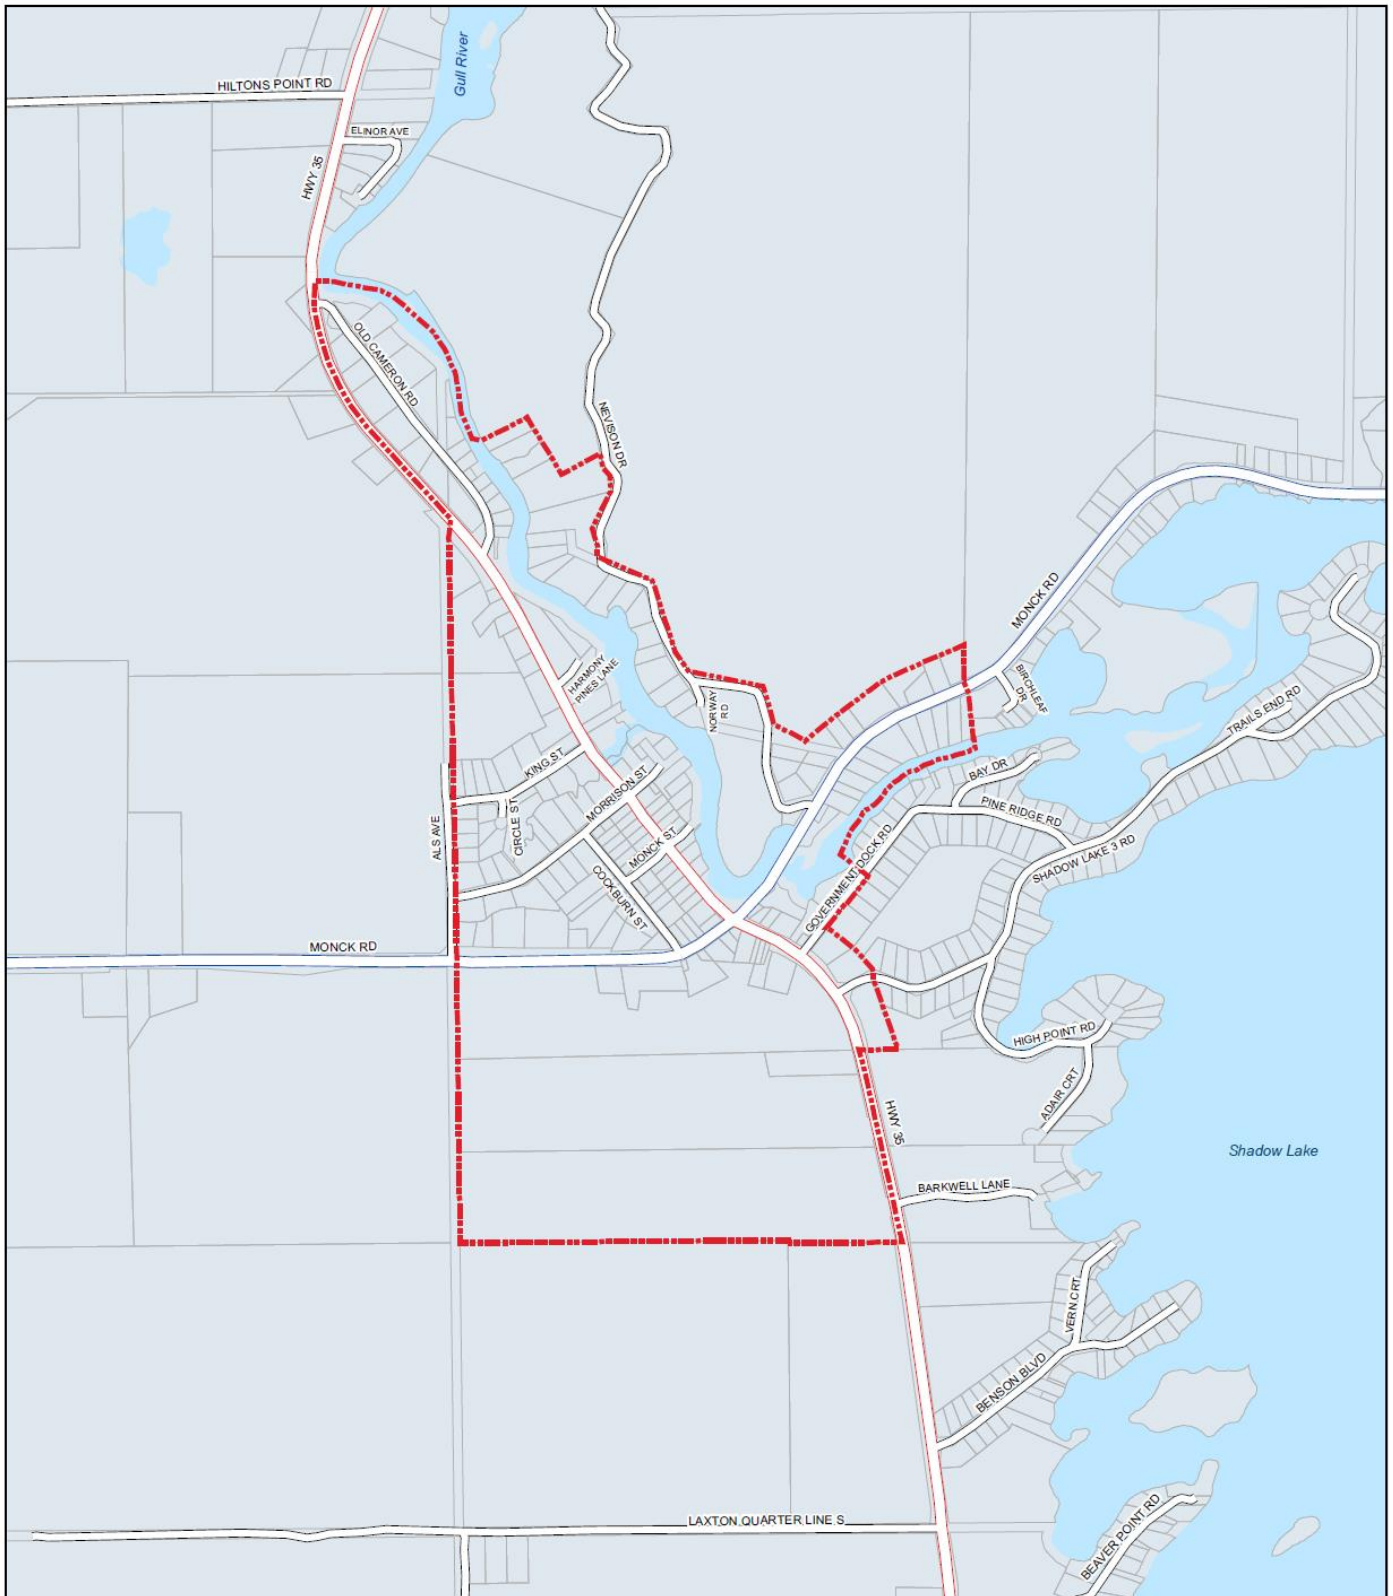 Gull River
HILTONS POINT RD
ELINOR AVE
HWY 35
OLD CAMERON RD
NEVISON DR
MONCK RD
HARMONY
PINES LANE
NORWAY
RD
BIRCHLEAF
DR
TRAILS END RD
KING ST
BAY DR
MORRISON ST
PINE RIDGE RD
CIRCLE ST
ALS AVE
MONCK ST
SHADOW LAKE 3 RD
GOVERNMENT DOCK RD
COCKBURN ST
MONCK RD
HIGH POINT RD
ADAIR CRT
HWY 35
Shadow Lake
BARKWELL LANE
VERN CRT
BENSON BLVD
LAXTON QUARTER LINE S
BEAVER POINT RD